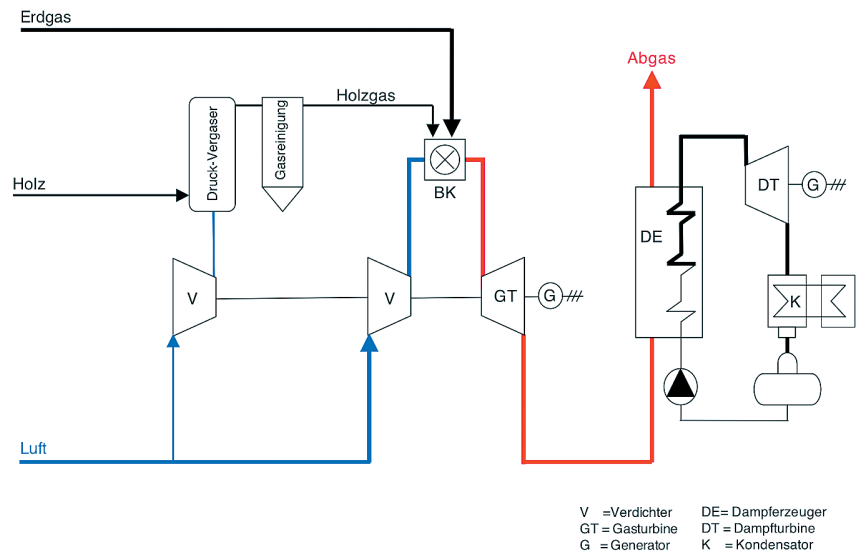 Erdgas
Abgas
Holzgas
Druck-Vergaser
Gasreinigung
Holz
BK
DT
G
DE
V
V
GT
G
K
Luft
V =Verdichter
DE= Dampferzeuger
GT = Gasturbine
DT = Dampfturbine
G = Generator
K = Kondensator